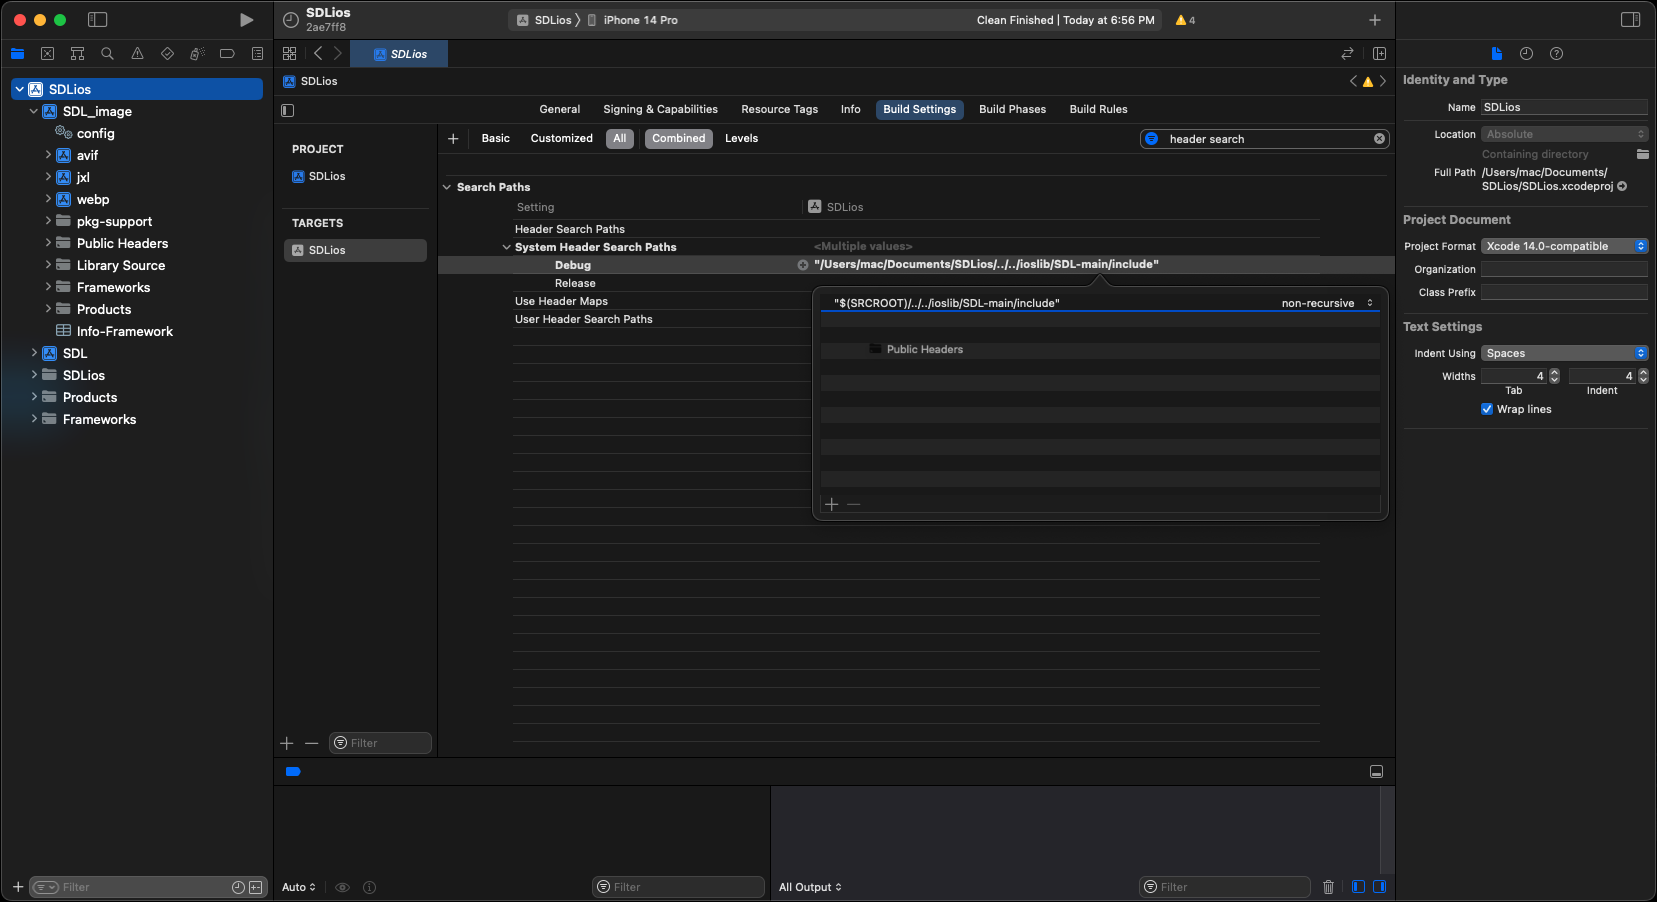 SDLios
2ae7ff8
SDLios 〉 iPhone 14 Pro
Clean Finished | Today at 6:56 PM
4
SDLios
SDLios
General
Signing & Capabilities
Resource Tags
Info
Build Settings
Build Phases
Build Rules
Basic
Customized
All
Combined
Levels
header search
SDLios
SDL_image
config
avif
jxl
webp
pkg-support
Public Headers
Library Source
Frameworks
Products
Info-Framework
SDL
SDLios
Products
Frameworks
Filter
PROJECT
SDLios
TARGETS
SDLios
Filter
Search Paths
Setting
SDLios
Header Search Paths
System Header Search Paths
<Multiple values>
Debug
"/Users/mac/Documents/SDLios/../../ioslib/SDL-main/include"
Release
Use Header Maps
User Header Search Paths
"$(SRCROOT)/../../ioslib/SDL-main/include"
non-recursive
Public Headers
Auto
Filter
All Output
Filter
Identity and Type
Name SDLios
Location Absolute
Containing directory
Full Path /Users/mac/Documents/
SDLios/SDLios.xcodeproj
Project Document
Project Format Xcode 14.0-compatible
Organization
Class Prefix
Text Settings
Indent Using Spaces
Widths 4 4
Tab Indent
Wrap lines